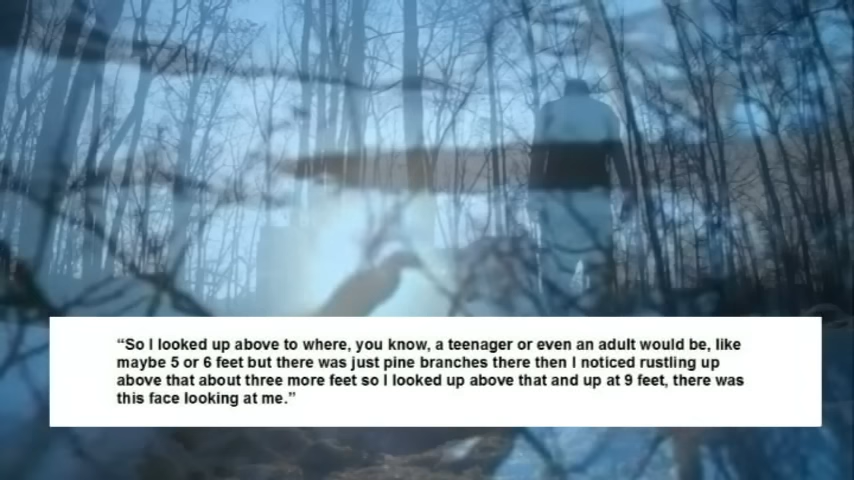 “So I looked up above to where, you know, a teenager or even an adult would be, like
maybe 5 or 6 feet but there was just pine branches there then I noticed rustling up
above that about three more feet so I looked up above that and up at 9 feet, there was
this face looking at me.”